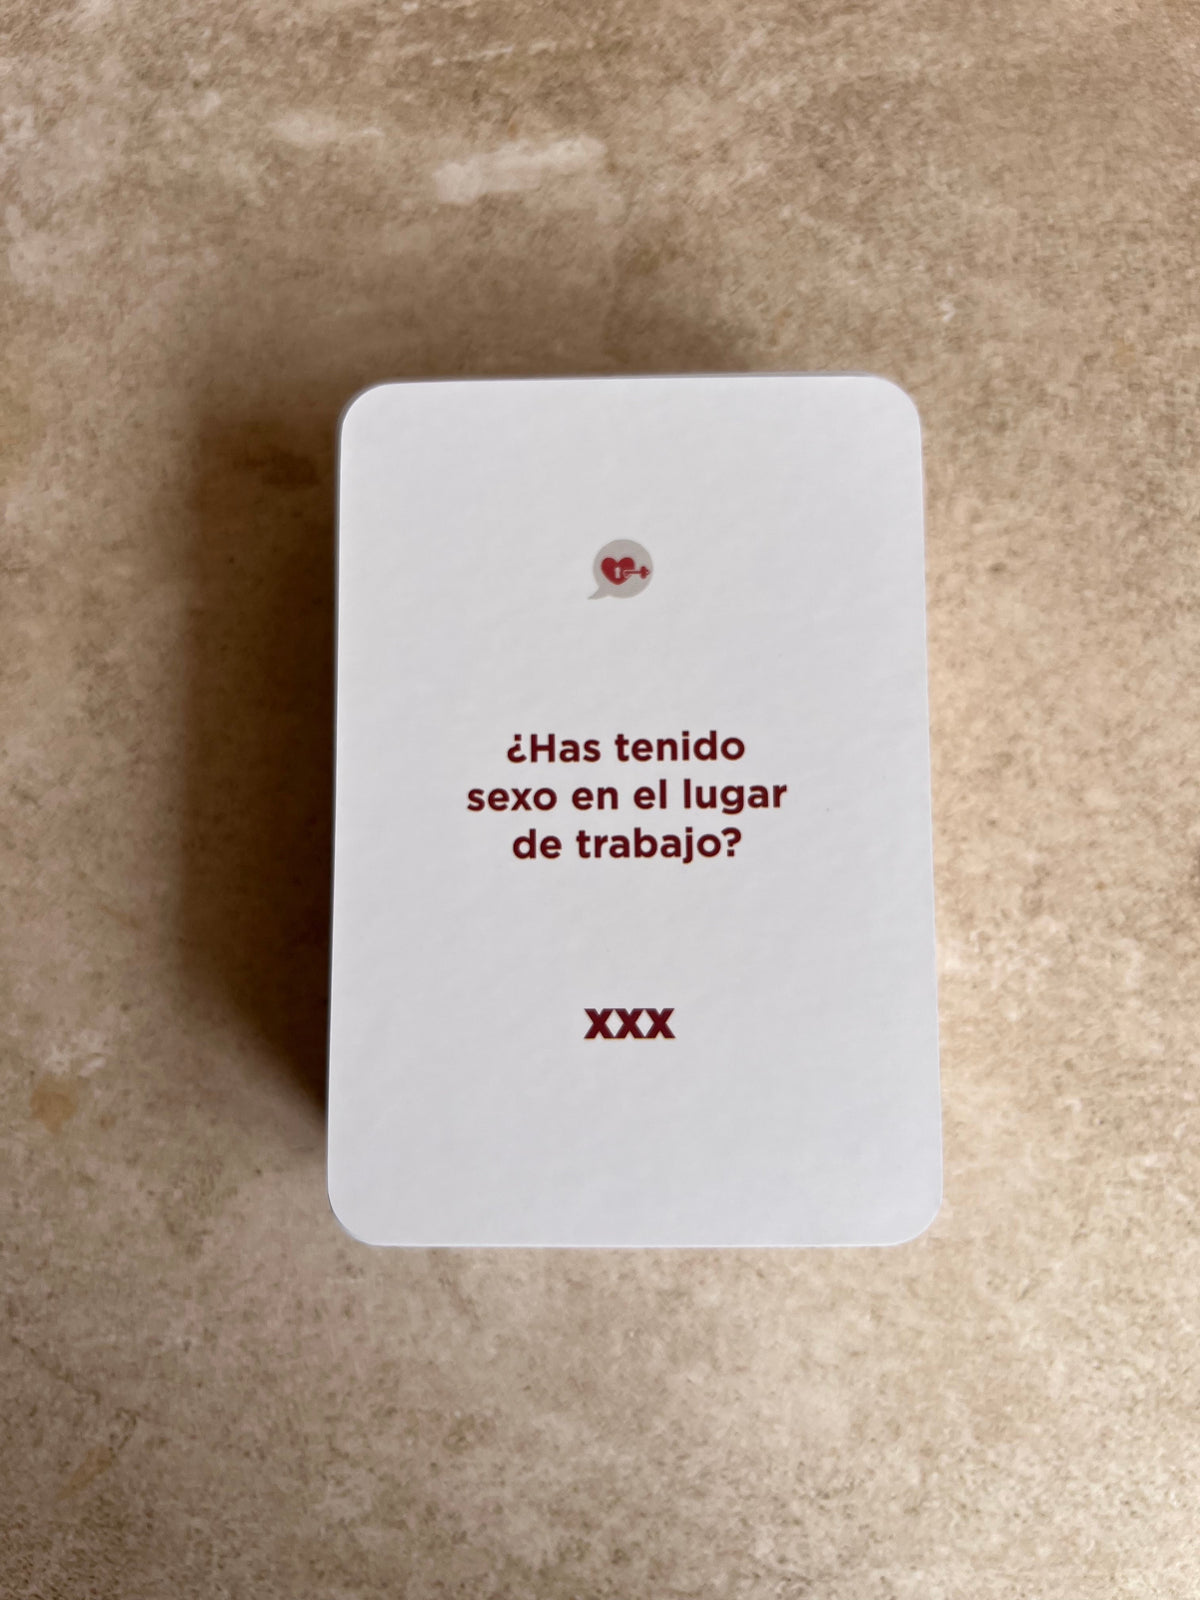 ¿Has tenido
sexo en el lugar
de trabajo?
XXX